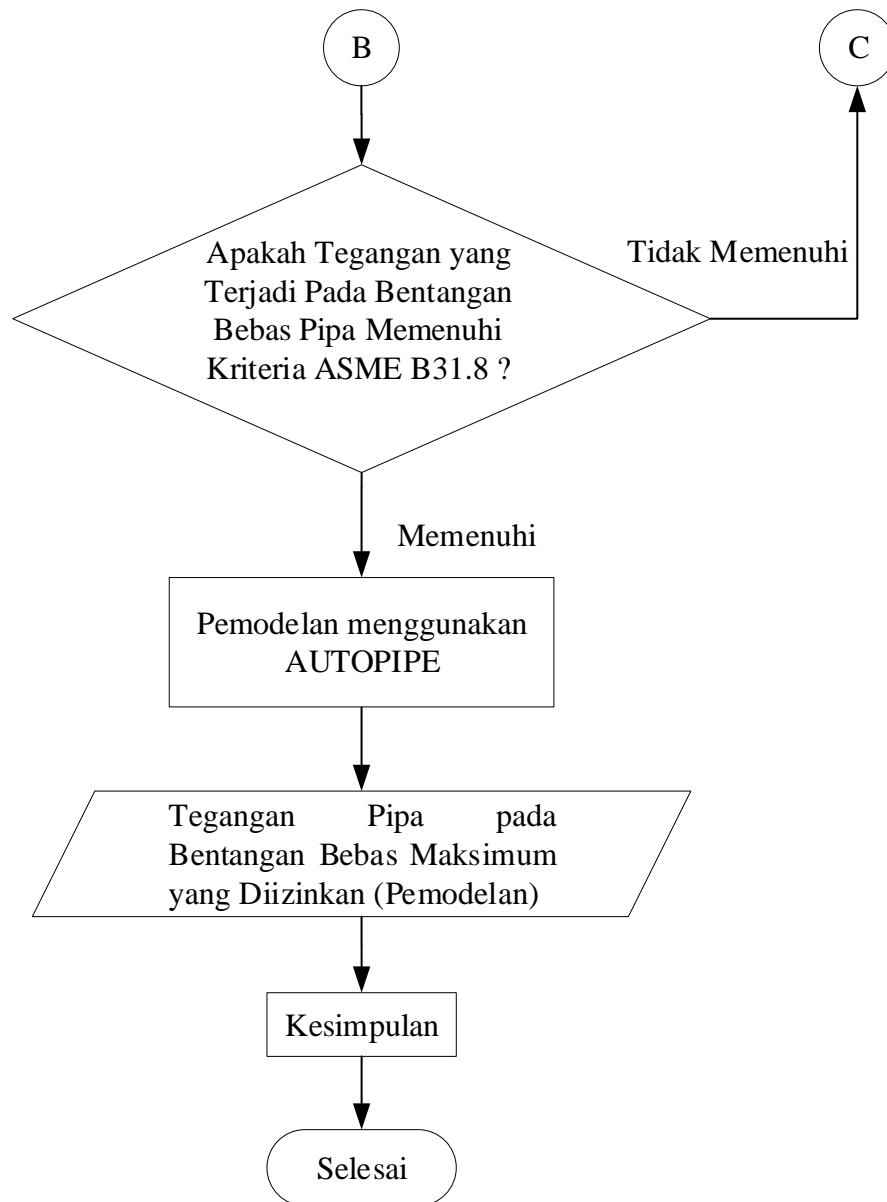 B
C
Apakah Tegangan yang
Terjadi Pada Bentangan
Bebas Pipa Memenuhi
Kriteria ASME B31.8 ?
Tidak Memenuhi
Memenuhi
Pemodelan menggunakan
AUTOPIPE
Tegangan Pipa pada
Bentangan Bebas Maksimum
yang Diizinkan (Pemodelan)
Kesimpulan
Selesai